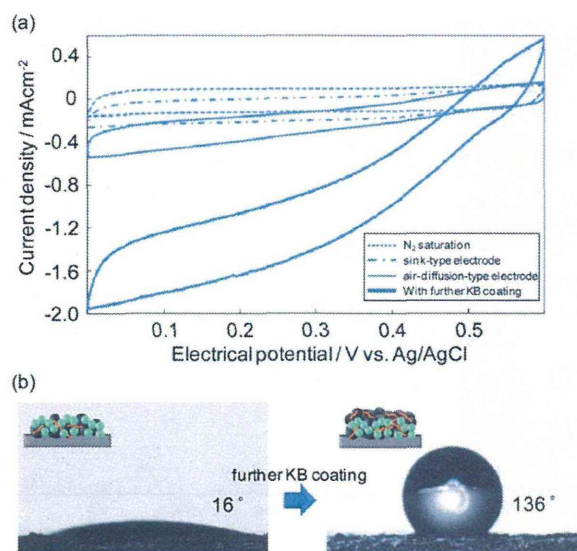 (a)
0.6
0
-0.4
-0.8
-1.2
-1.6
-2.0
Current density / mAcm-2
N2 saturation
sink-type electrode
air-diffusion-type electrode
With further KB coating
0.1
0.2
0.3
0.4
0.5
Electrical potential / V vs. Ag/AgCl
(b)
further KB coating
16°
136°